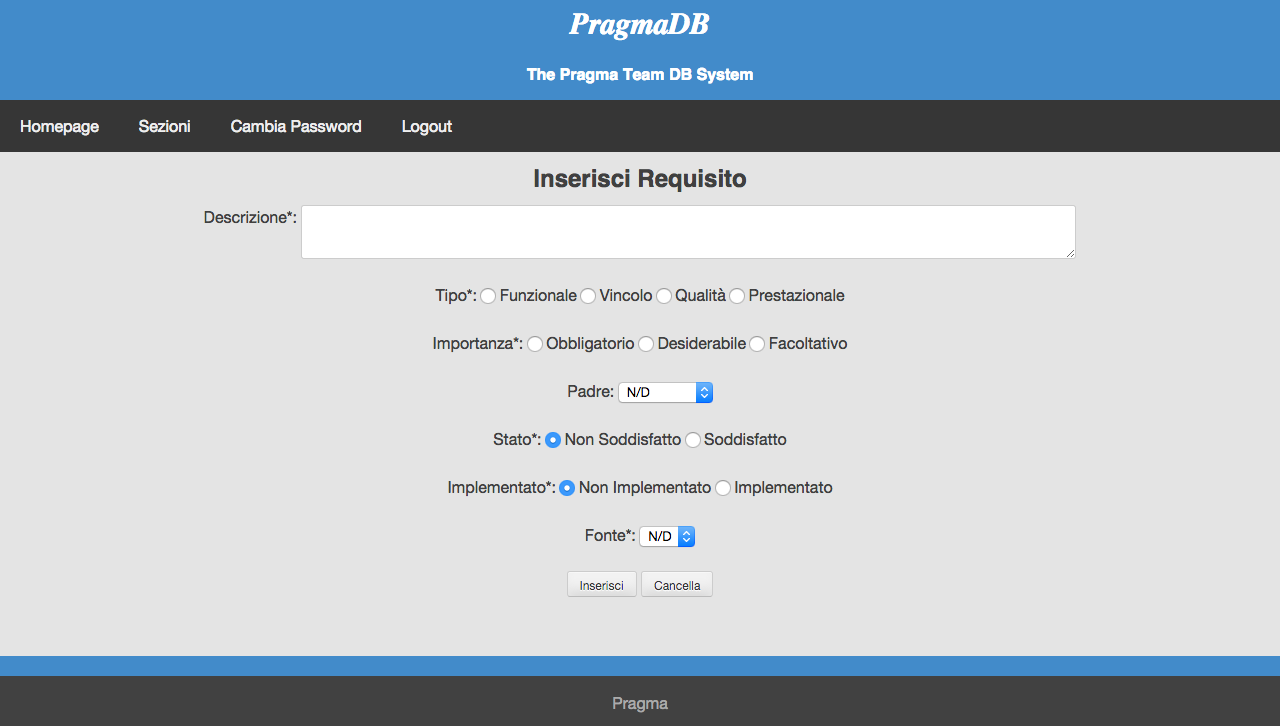 PragmaDB
The Pragma Team DB System
Homepage Sezioni Cambia Password Logout
Inserisci Requisito
Descrizione*:
Tipo*: Funzionale Vincolo Qualità Prestazionale
Importanza*: Obbligatorio Desiderabile Facoltativo
Padre: N/D
Stato*: Non Soddisfatto Soddisfatto
Implementato*: Non Implementato Implementato
Fonte*: N/D
Inserisci Cancella
Pragma